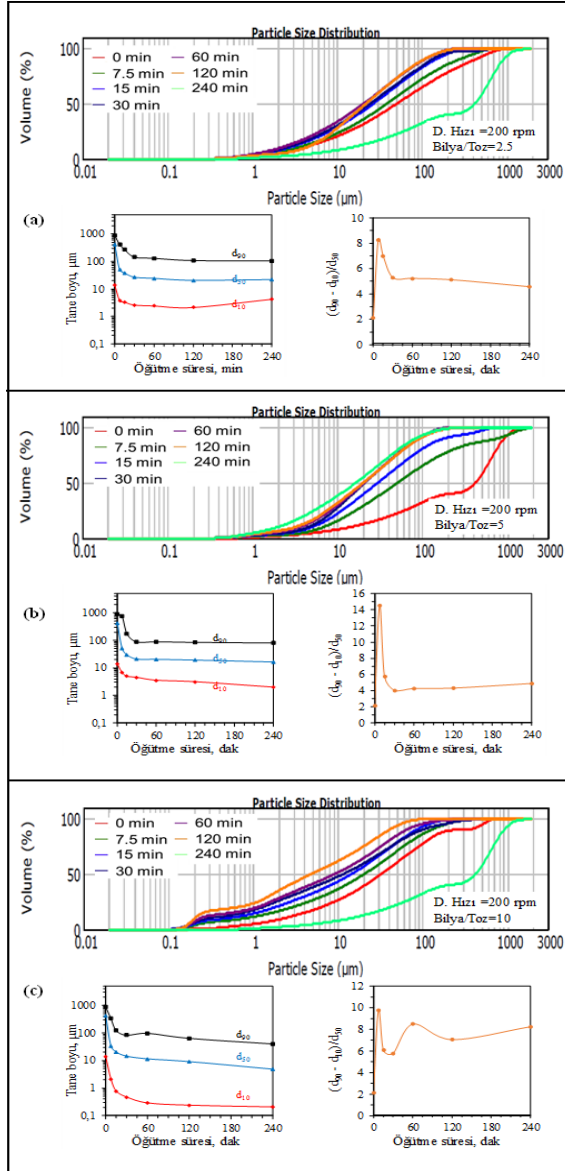 Particle Size Distribution
Volume (%)
100
50
0
0 min
60 min
7.5 min
120 min
15 min
240 min
30 min
D. Hızı =200 rpm
Bilya/Toz=2.5
0.01 0.1 1 10 100 1000 3000
Particle Size (µm)
(a)
Tane boyu, µm
1000
100
10
1
0,1
d90
d50
d10
0 60 120 180 240
Öğütme süresi, min
(d90 - d10)/d50
10
8
6
4
2
0
0 60 120 180 240
Öğütme süresi, dak
Particle Size Distribution
Volume (%)
100
50
0
0 min
60 min
7.5 min
120 min
15 min
240 min
30 min
D. Hızı =200 rpm
Bilya/Toz=5
0.01 0.1 1 10 100 1000 3000
Particle Size (µm)
(b)
Tane boyu, µm
1000
100
10
1
0,1
d90
d50
d10
0 60 120 180 240
Öğütme süresi, dak
(d90 - d10)/d50
16
14
12
10
8
6
4
2
0
0 60 120 180 240
Öğütme süresi, dak
Particle Size Distribution
Volume (%)
100
50
0
0 min
60 min
7.5 min
120 min
15 min
240 min
30 min
D. Hızı =200 rpm
Bilya/Toz=10
0.01 0.1 1 10 100 1000 3000
Particle Size (µm)
(c)
Tane boyu, µm
1000
100
10
1
0,1
d90
d50
d10
0 60 120 180 240
Öğütme süresi, dak
(d90 - d10)/d50
12
10
8
6
4
2
0
0 60 120 180 240
Öğütme süresi, dak